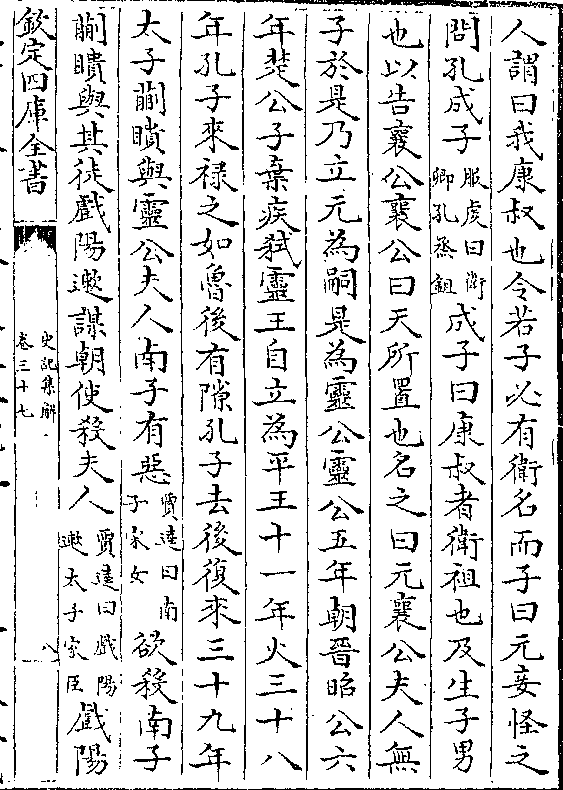 人謂曰我康叔也令若子必有衛名而子曰元妾怪之
問孔成子服虔曰衛卿孔烝鉏成子曰康叔者衛祖也及生子男
也以告襄公襄公曰天所置也名之曰元襄公夫人無
子於是乃立元為嗣是為靈公靈公五年朝晉昭公六
年楚公子棄疾弑靈王自立為平王十一年火三十八
年孔子來禄之如魯後有隙孔子去後復來三十九年
太子蒯聵與靈公夫人南子有惡賈逵曰南子宋女欲殺南子
蒯聵與其徒戲陽遫謀朝使殺夫人賈逵曰戲陽遫太子家臣戲陽
欽定四庫全書
史記集解
卷三十七
八